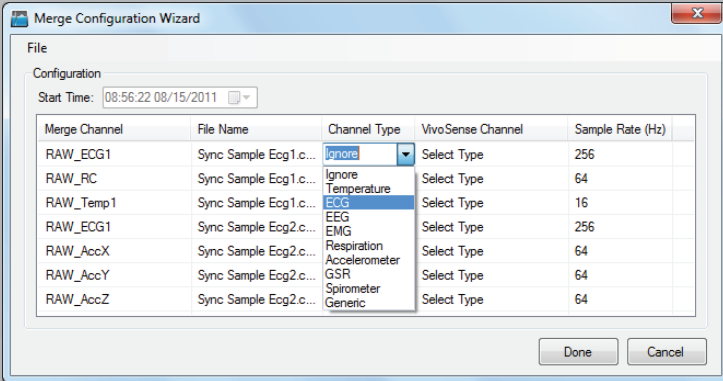 Merge Configuration Wizard
File
Configuration
Start Time: 08:56:22 08/15/2011
Merge Channel File Name Channel Type VivoSense Channel Sample Rate (Hz)
RAW_ECG1 Sync Sample Ecg1.c... Ignore Select Type 256
RAW_RC Sync Sample Ecg1.c... Select Type 64
RAW_Temp1 Sync Sample Ecg1.c... Select Type 16
RAW_ECG1 Sync Sample Ecg2.c... Select Type 256
RAW_AccX Sync Sample Ecg2.c... Select Type 64
RAW_AccY Sync Sample Ecg2.c... Select Type 64
RAW_AccZ Sync Sample Ecg2.c... Select Type 64
Ignore
Temperature
ECG
EEG
EMG
Respiration
Accelerometer
GSR
Spirometer
Generic
Done Cancel